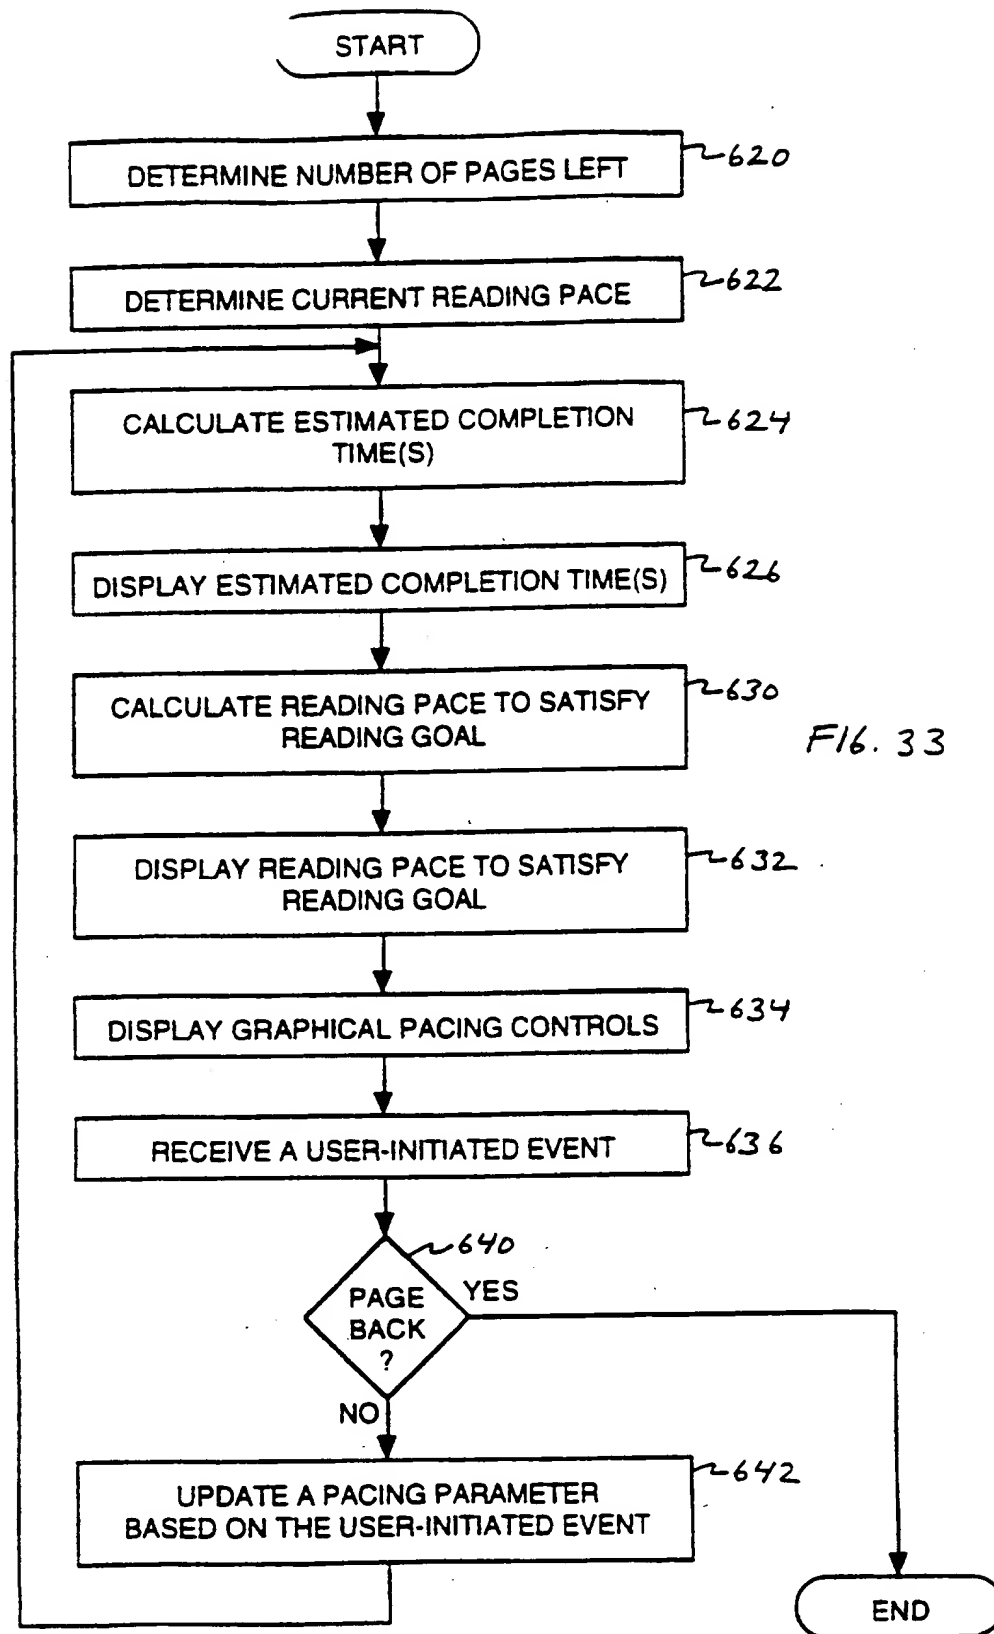 START
DETERMINE NUMBER OF PAGES LEFT
620
DETERMINE CURRENT READING PACE
622
CALCULATE ESTIMATED COMPLETION
TIME(S)
624
DISPLAY ESTIMATED COMPLETION TIME(S)
626
CALCULATE READING PACE TO SATISFY
READING GOAL
630
FIG. 33
DISPLAY READING PACE TO SATISFY
READING GOAL
632
DISPLAY GRAPHICAL PACING CONTROLS
634
RECEIVE A USER-INITIATED EVENT
636
640
PAGE
BACK
?
YES
NO
UPDATE A PACING PARAMETER
BASED ON THE USER-INITIATED EVENT
642
END